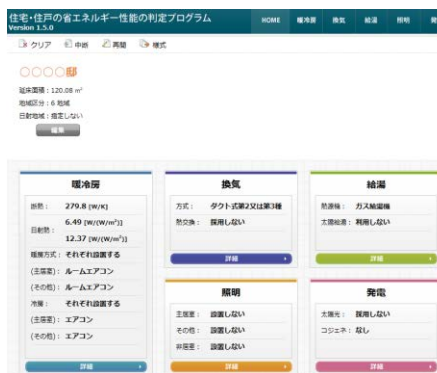 住宅・住戸の省エネルギー性能の判定プログラム
Version 1.5.0
HOME 暖冷房 換気 給湯 照明 発
クリア 中断 再開 様式
〇〇〇〇邸
延床面積：120.08 m²
地域区分：6 地域
日射地域：指定しない
編集
暖冷房
断熱： 279.8 [W/K]
日射熱： 6.49 [W/(W/m²)]
12.37 [W/(W/m²)]
暖房方式： それぞれ設置する
(主居室)： ルームエアコン
(その他)： ルームエアコン
冷房： それぞれ設置する
(主居室)： エアコン
(その他)： エアコン
詳細
換気
方式： ダクト式第2又は第3種
熱交換： 採用しない
詳細
給湯
熱源機： ガス給湯機
太陽給湯： 利用しない
詳細
照明
主居室： 設置しない
その他： 設置しない
非居室： 設置しない
詳細
発電
太陽光： 採用しない
コジェネ： なし
詳細